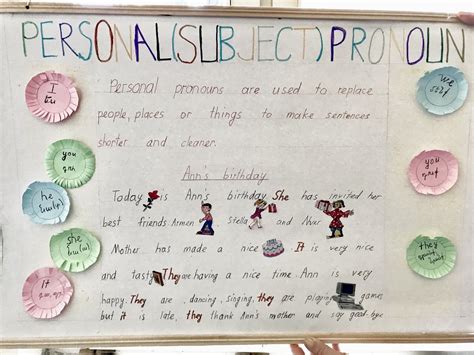 PERSONAL(SUBJECT) PRONOUN
I
ես
you
he
she
It
we
մենք
you
they
Personal pronouns are used to replace
people, places or things to make sentences
shorter and cleaner.
Ann's birthday
Today is Ann's birthday. She has invited her
best friends Armen Stella and Alvar
Mother has made a nice It is very nice
and tasty. They are having a nice time. Ann is very
happy. They are dancing, singing, they are playing games
but it is late, they thank Ann's mother and say good-bye